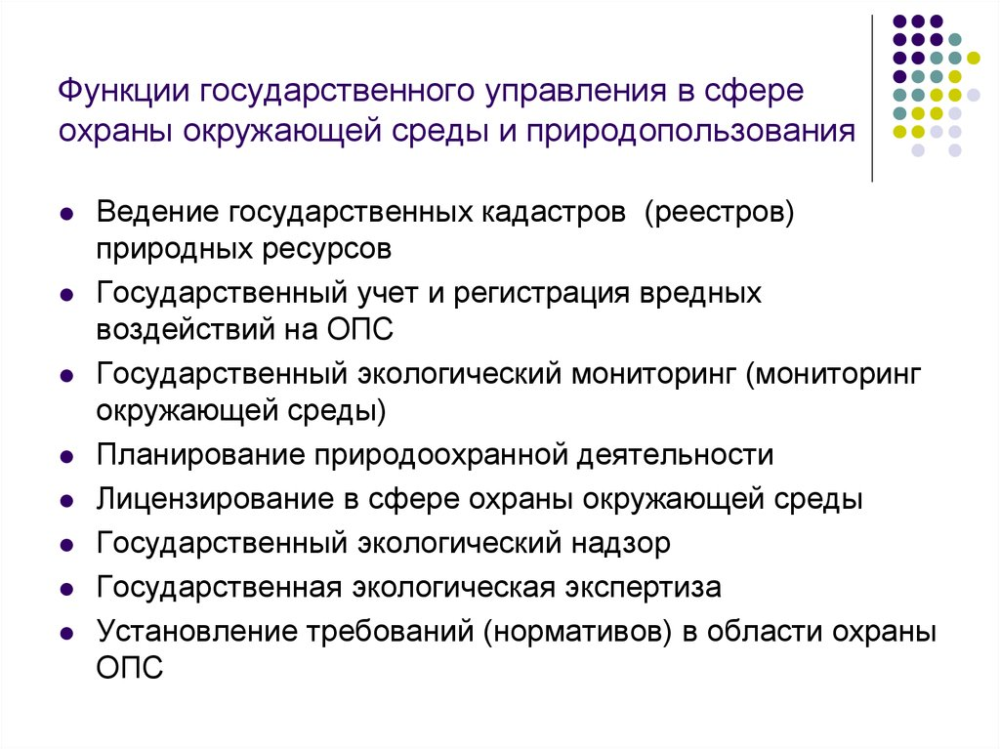 Функции государственного управления в сфере
охраны окружающей среды и природопользования
Ведение государственных кадастров (реестров)
природных ресурсов
Государственный учет и регистрация вредных
воздействий на ОПС
Государственный экологический мониторинг (мониторинг
окружающей среды)
Планирование природоохранной деятельности
Лицензирование в сфере охраны окружающей среды
Государственный экологический надзор
Государственная экологическая экспертиза
Установление требований (нормативов) в области охраны
ОПС